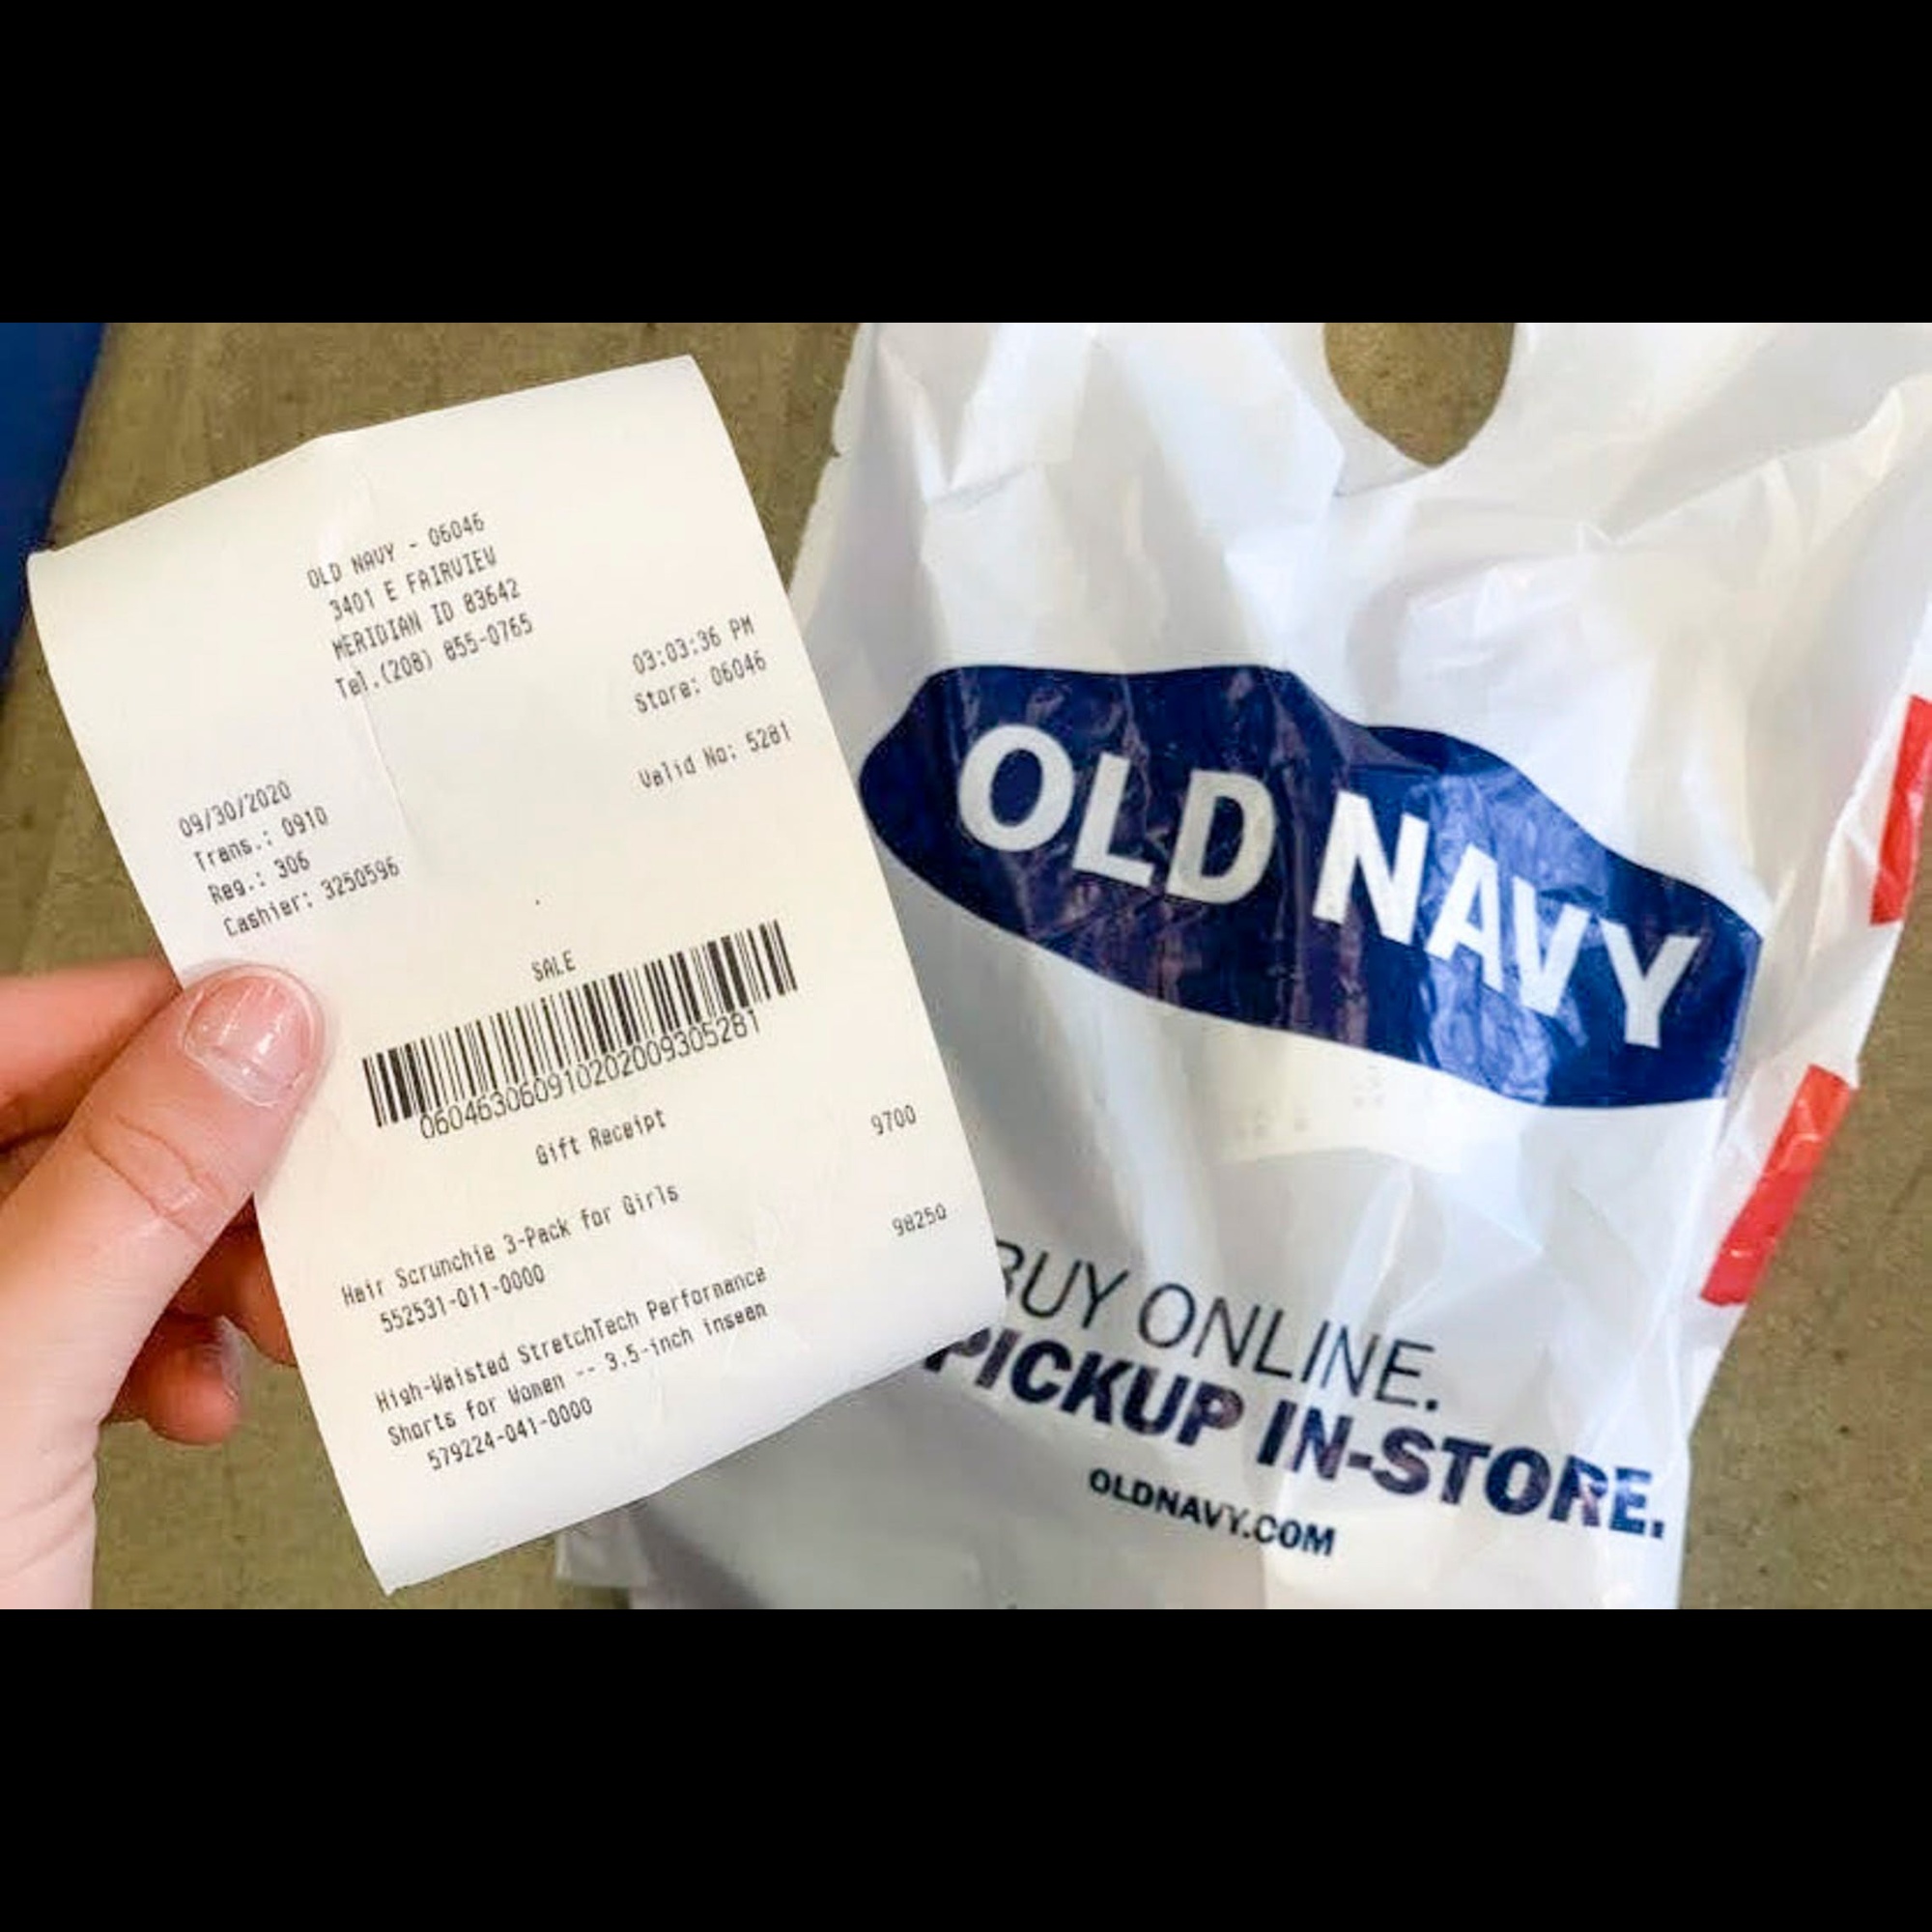 OLD NAVY - 06046
3401 E FAIRVIEW
MERIDIAN ID 83642
Tel.(208) 855-0765
09/30/2020 03:03:36 PM
Trans.: 0910 Store: 06046
Reg.: 306
Cashier: 3250596 Valid No: 5281
SALE
060463060910202009305281
Gift Receipt
Hair Scrunchie 3-Pack for Girls 9700
552531-011-0000
High-Waisted StretchTech Performance 98250
Shorts for Women -- 3.5-inch inseam
579224-041-0000
OLD NAVY
BUY ONLINE.
PICKUP IN-STORE.
OLDNAVY.COM